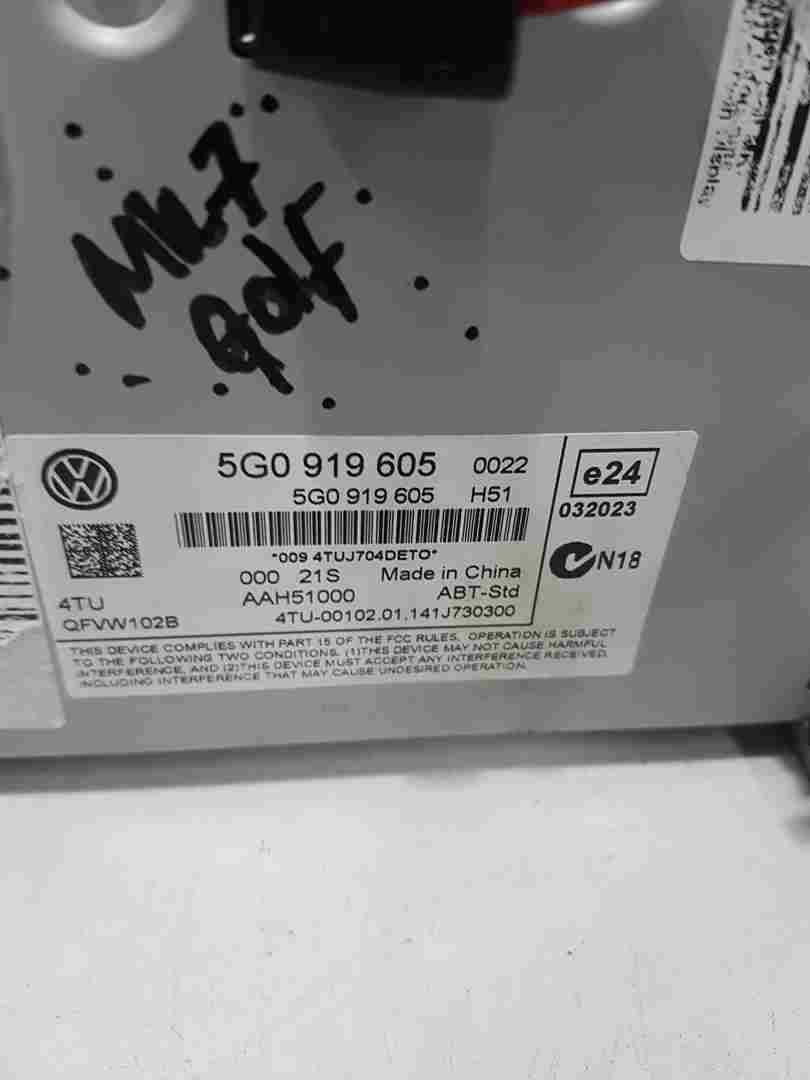 MK7
golf
5G0 919 605 0022
5G0 919 605 H51
*009 4TUJ704DETO*
000 21S Made in China
4TU AAH51000 ABT-Std
QFVW102B 4TU-00102.01.141J730300
e24
032023
N18
THIS DEVICE COMPLIES WITH PART 15 OF THE FCC RULES. OPERATION IS SUBJECT
TO THE FOLLOWING TWO CONDITIONS, (1)THIS DEVICE MAY NOT CAUSE HARMFUL
INTERFERENCE, AND (2)THIS DEVICE MUST ACCEPT ANY INTERFERENCE RECEIVED,
INCLUDING INTERFERENCE THAT MAY CAUSE UNDESIRED OPERATION.